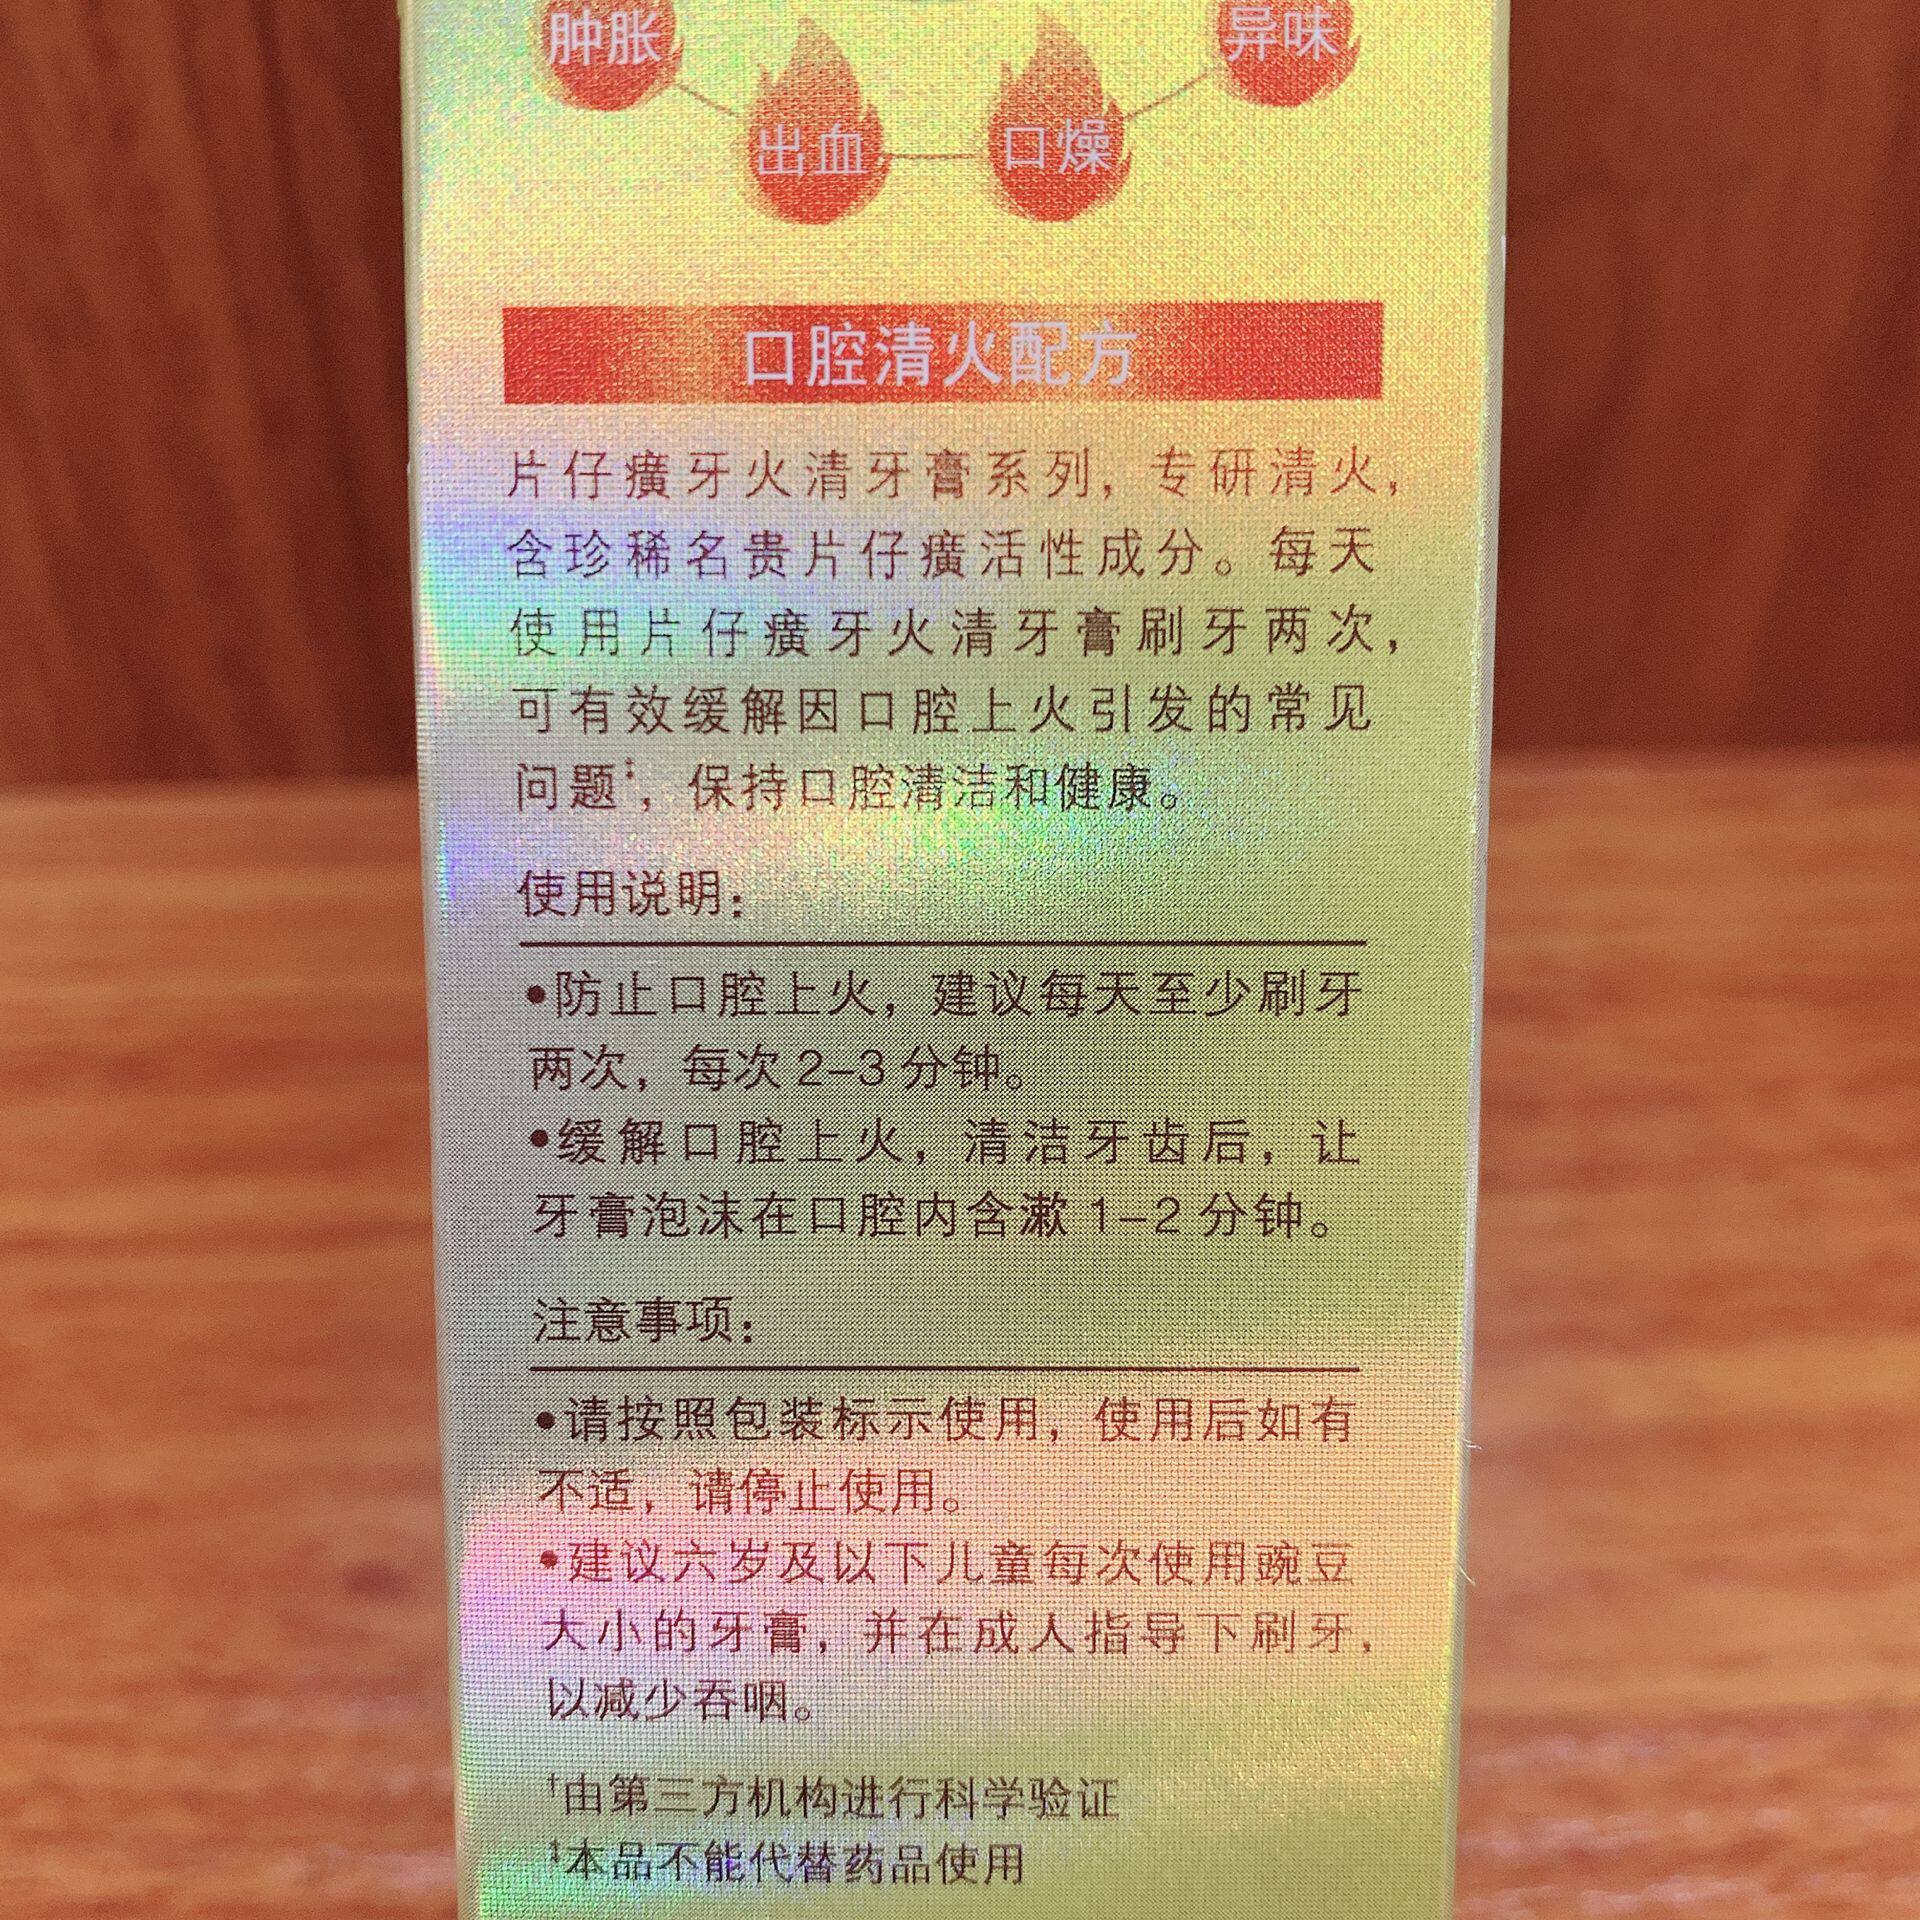 肿胀
异味
出血
口燥
口腔清火配方
片仔癀牙火清牙膏系列，专研清火，
含珍稀名贵片仔癀活性成分。每天
使用片仔癀牙火清牙膏刷牙两次，
可有效缓解因口腔上火引发的常见
问题‡，保持口腔清洁和健康。
使用说明：
•防止口腔上火，建议每天至少刷牙
两次，每次2-3分钟。
•缓解口腔上火，清洁牙齿后，让
牙膏泡沫在口腔内含漱1-2分钟。
注意事项：
•请按照包装标示使用，使用后如有
不适，请停止使用。
•建议六岁及以下儿童每次使用豌豆
大小的牙膏，并在成人指导下刷牙，
以减少吞咽。
†由第三方机构进行科学验证
‡本品不能代替药品使用